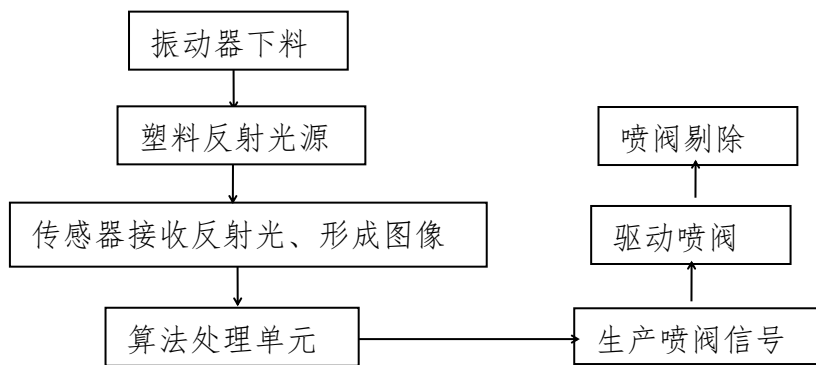 振动器下料
塑料反射光源
传感器接收反射光、形成图像
算法处理单元
生产喷阀信号
驱动喷阀
喷阀剔除